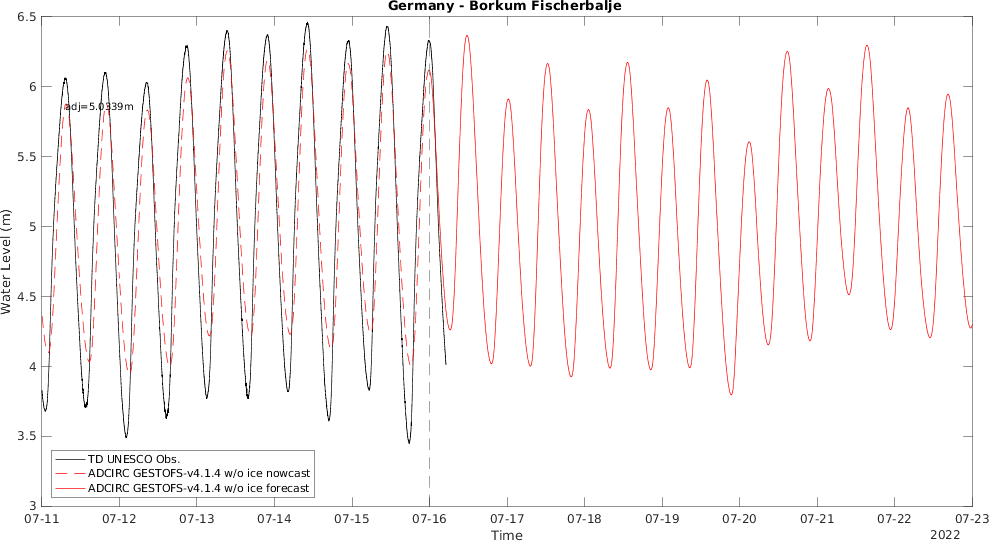 Germany - Borkum Fischerbalje
Water Level (m)
6.5
6
5.5
5
4.5
4
3.5
3
adj=5.0339m
TD UNESCO Obs.
ADCIRC GESTOFS-v4.1.4 w/o ice nowcast
ADCIRC GESTOFS-v4.1.4 w/o ice forecast
07-11 07-12 07-13 07-14 07-15 07-16 07-17 07-18 07-19 07-20 07-21 07-22 07-23
Time
2022